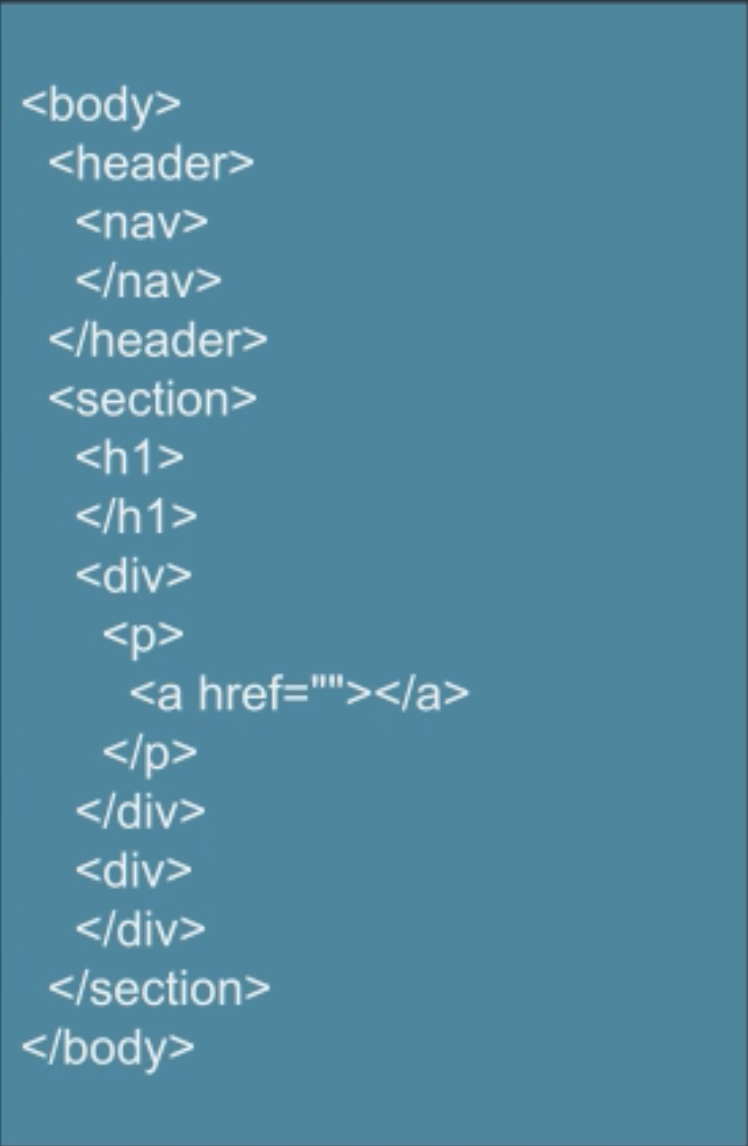 <body>
<header>
<nav>
</nav>
</header>
<section>
<h1>
</h1>
<div>
<p>
<a href=""></a>
</p>
</div>
<div>
</div>
</section>
</body>